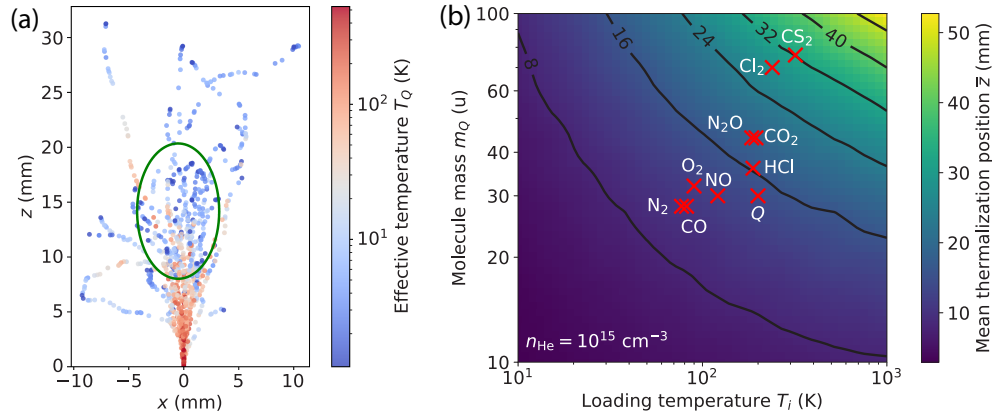 (a)
30
25
20
15
10
5
0
z (mm)
−10 −5 0 5 10
x (mm)
10²
10¹
Effective temperature T_Q (K)
(b)
100
80
60
40
30
20
10
Molecule mass m_Q (u)
8 16 24 32 40
CS₂
Cl₂
N₂O CO₂
HCl
O₂
NO
N₂
CO
Q
n_He = 10¹⁵ cm⁻³
10¹ 10² 10³
Loading temperature T_i (K)
50
40
30
20
10
Mean thermalization position z̅ (mm)